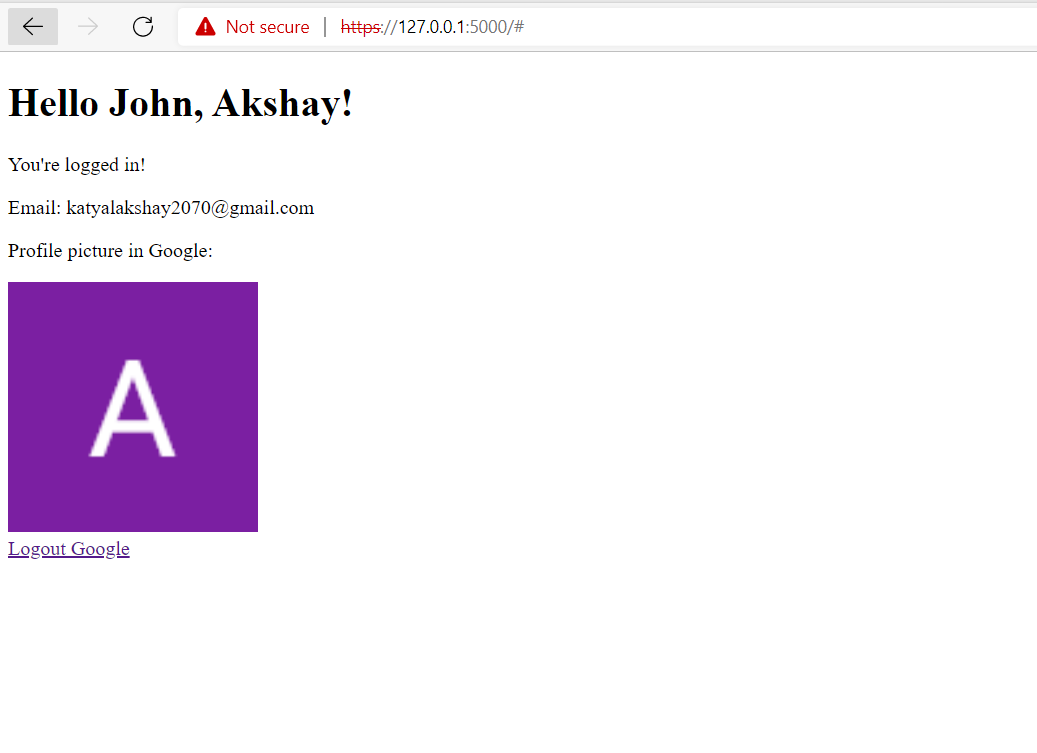 Not secure | https://127.0.0.1:5000/#
Hello John, Akshay!
You're logged in!
Email: katyalakshay2070@gmail.com
Profile picture in Google:
A
Logout Google